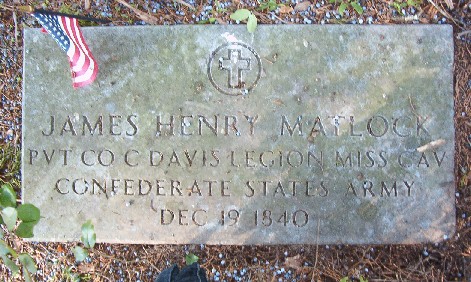 JAMES HENRY MATLOCK
PVT CO C DAVIS LEGION MISS CAV
CONFEDERATE STATES ARMY
DEC 19 1840